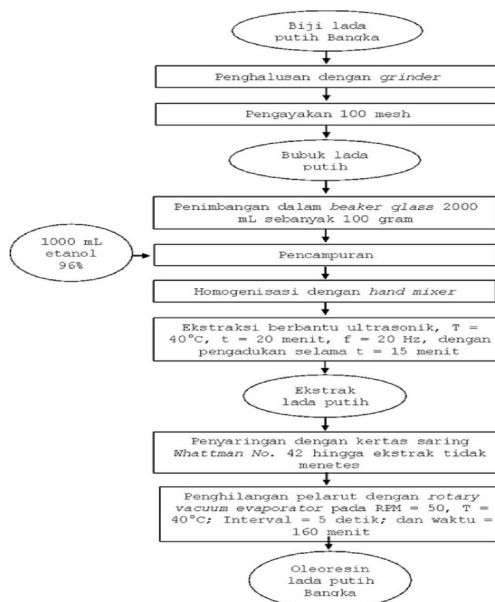 Biji lada
putih Bangka
Penghalusan dengan grinder
Pengayakan 100 mesh
Bubuk lada
putih
Penimbangan dalam beaker glass 2000
mL sebanyak 100 gram
1000 mL
etanol
96%
Pencampuran
Homogenisasi dengan hand mixer
Ekstraksi berbantu ultrasonik, T =
40°C, t = 20 menit, f = 20 Hz, dengan
pengadukan selama t = 15 menit
Ekstrak
lada putih
Penyaringan dengan kertas saring
Whattman No. 42 hingga ekstrak tidak
menetes
Penghilangan pelarut dengan rotary
vacuum evaporator pada RPM = 50, T =
40°C; Interval = 5 detik; dan waktu =
160 menit
Oleoresin
lada putih
Bangka